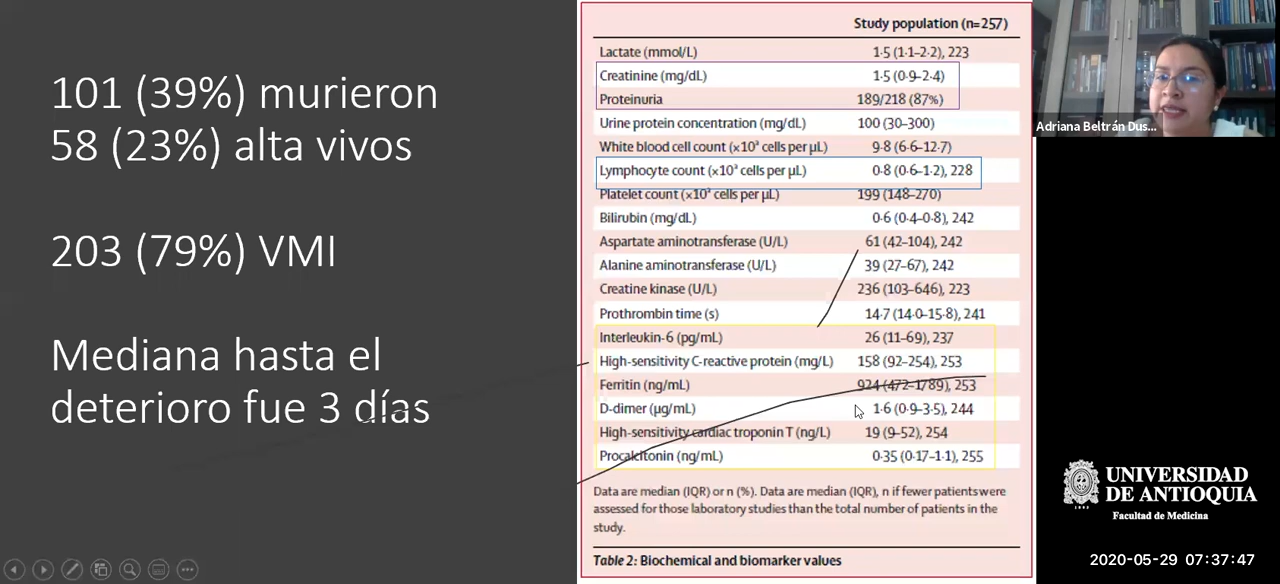 101 (39%) murieron
58 (23%) alta vivos
203 (79%) VMI
Mediana hasta el
deterioro fue 3 días
Study population (n=257)
Lactate (mmol/L) 1·5 (1·1–2·2), 223
Creatinine (mg/dL) 1·5 (0·9–2·4)
Proteinuria 189/218 (87%)
Urine protein concentration (mg/dL) 100 (30–300)
White blood cell count (×10³ cells per µL) 9·8 (6·6–12·7)
Lymphocyte count (×10³ cells per µL) 0·8 (0·6–1·2), 228
Platelet count (×10³ cells per µL) 199 (148–270)
Bilirubin (mg/dL) 0·6 (0·4–0·8), 242
Aspartate aminotransferase (U/L) 61 (42–104), 242
Alanine aminotransferase (U/L) 39 (27–67), 242
Creatine kinase (U/L) 236 (103–646), 223
Prothrombin time (s) 14·7 (14·0–15·8), 241
Interleukin-6 (pg/mL) 26 (11–69), 237
High-sensitivity C-reactive protein (mg/L) 158 (92–254), 253
Ferritin (ng/mL) 924 (472–1789), 253
D-dimer (µg/mL) 1·6 (0·9–3·5), 244
High-sensitivity cardiac troponin T (ng/L) 19 (9–52), 254
Procalcitonin (ng/mL) 0·35 (0·17–1·1), 255
Data are median (IQR) or n (%). Data are median (IQR), n if fewer patients were
assessed for those laboratory studies than the total number of patients in the
study.
Table 2: Biochemical and biomarker values
Adriana Beltrán Dus...
UNIVERSIDAD
DE ANTIOQUIA
Facultad de Medicina
2020-05-29 07:37:47